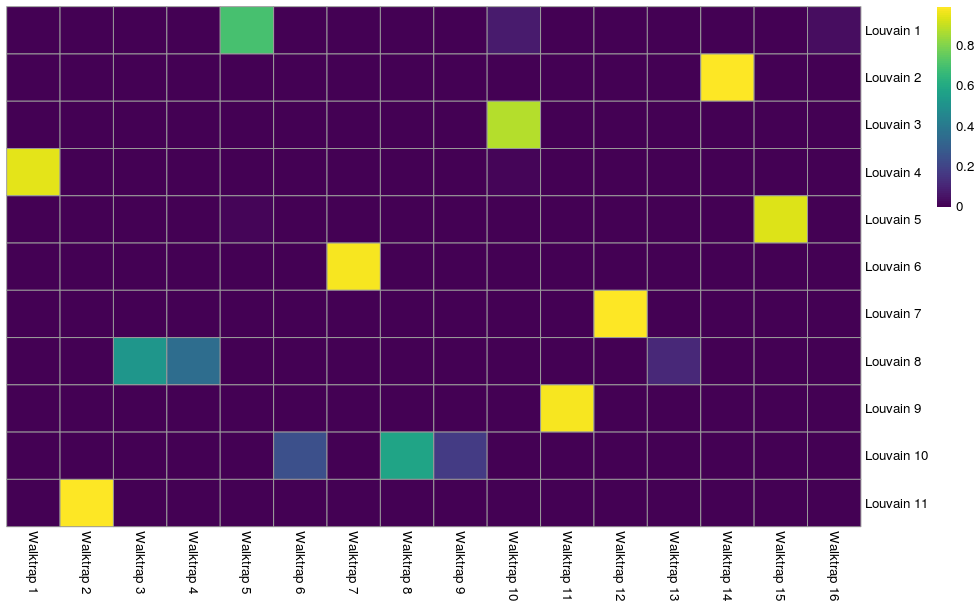 Louvain 1
Louvain 2
Louvain 3
Louvain 4
Louvain 5
Louvain 6
Louvain 7
Louvain 8
Louvain 9
Louvain 10
Louvain 11
0.8
0.6
0.4
0.2
0
Walktrap 1
Walktrap 2
Walktrap 3
Walktrap 4
Walktrap 5
Walktrap 6
Walktrap 7
Walktrap 8
Walktrap 9
Walktrap 10
Walktrap 11
Walktrap 12
Walktrap 13
Walktrap 14
Walktrap 15
Walktrap 16